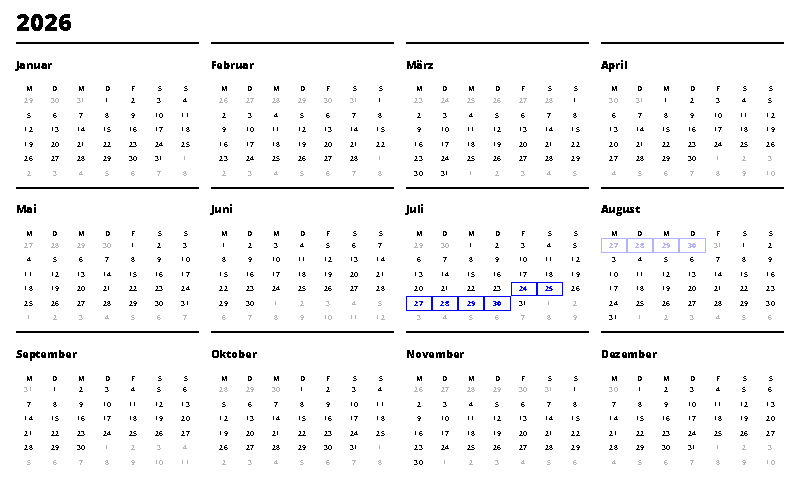 2026
Januar
M D M D F S S
29 30 31 1 2 3 4
5 6 7 8 9 10 11
12 13 14 15 16 17 18
19 20 21 22 23 24 25
26 27 28 29 30 31 1
2 3 4 5 6 7 8
Februar
M D M D F S S
26 27 28 29 30 31 1
2 3 4 5 6 7 8
9 10 11 12 13 14 15
16 17 18 19 20 21 22
23 24 25 26 27 28 1
2 3 4 5 6 7 8
März
M D M D F S S
23 24 25 26 27 28 1
2 3 4 5 6 7 8
9 10 11 12 13 14 15
16 17 18 19 20 21 22
23 24 25 26 27 28 29
30 31 1 2 3 4 5
April
M D M D F S S
30 31 1 2 3 4 5
6 7 8 9 10 11 12
13 14 15 16 17 18 19
20 21 22 23 24 25 26
27 28 29 30 1 2 3
4 5 6 7 8 9 10
Mai
M D M D F S S
27 28 29 30 1 2 3
4 5 6 7 8 9 10
11 12 13 14 15 16 17
18 19 20 21 22 23 24
25 26 27 28 29 30 31
1 2 3 4 5 6 7
Juni
M D M D F S S
1 2 3 4 5 6 7
8 9 10 11 12 13 14
15 16 17 18 19 20 21
22 23 24 25 26 27 28
29 30 1 2 3 4 5
6 7 8 9 10 11 12
Juli
M D M D F S S
29 30 1 2 3 4 5
6 7 8 9 10 11 12
13 14 15 16 17 18 19
20 21 22 23 24 25 26
27 28 29 30 31 1 2
3 4 5 6 7 8 9
August
M D M D F S S
27 28 29 30 31 1 2
3 4 5 6 7 8 9
10 11 12 13 14 15 16
17 18 19 20 21 22 23
24 25 26 27 28 29 30
31 1 2 3 4 5 6
September
M D M D F S S
31 1 2 3 4 5 6
7 8 9 10 11 12 13
14 15 16 17 18 19 20
21 22 23 24 25 26 27
28 29 30 1 2 3 4
5 6 7 8 9 10 11
Oktober
M D M D F S S
28 29 30 1 2 3 4
5 6 7 8 9 10 11
12 13 14 15 16 17 18
19 20 21 22 23 24 25
26 27 28 29 30 31 1
2 3 4 5 6 7 8
November
M D M D F S S
26 27 28 29 30 31 1
2 3 4 5 6 7 8
9 10 11 12 13 14 15
16 17 18 19 20 21 22
23 24 25 26 27 28 29
30 1 2 3 4 5 6
Dezember
M D M D F S S
30 1 2 3 4 5 6
7 8 9 10 11 12 13
14 15 16 17 18 19 20
21 22 23 24 25 26 27
28 29 30 31 1 2 3
4 5 6 7 8 9 10